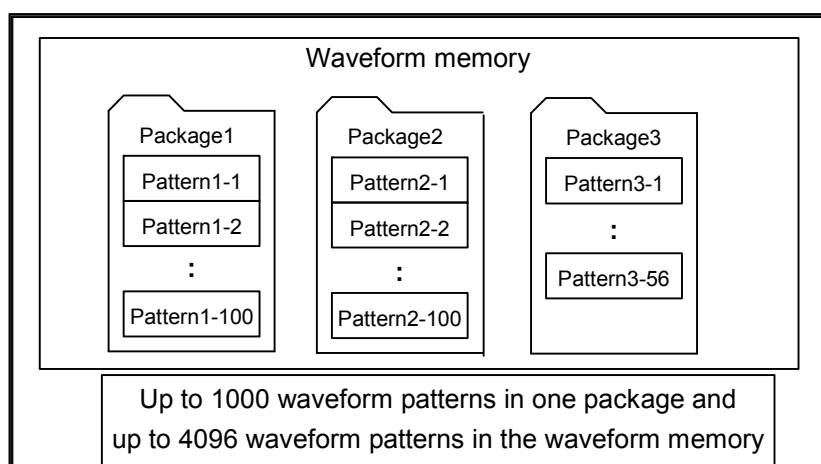 Waveform memory
Package1
Pattern1-1
Pattern1-2
:
Pattern1-100
Package2
Pattern2-1
Pattern2-2
:
Pattern2-100
Package3
Pattern3-1
:
Pattern3-56
Up to 1000 waveform patterns in one package and
up to 4096 waveform patterns in the waveform memory